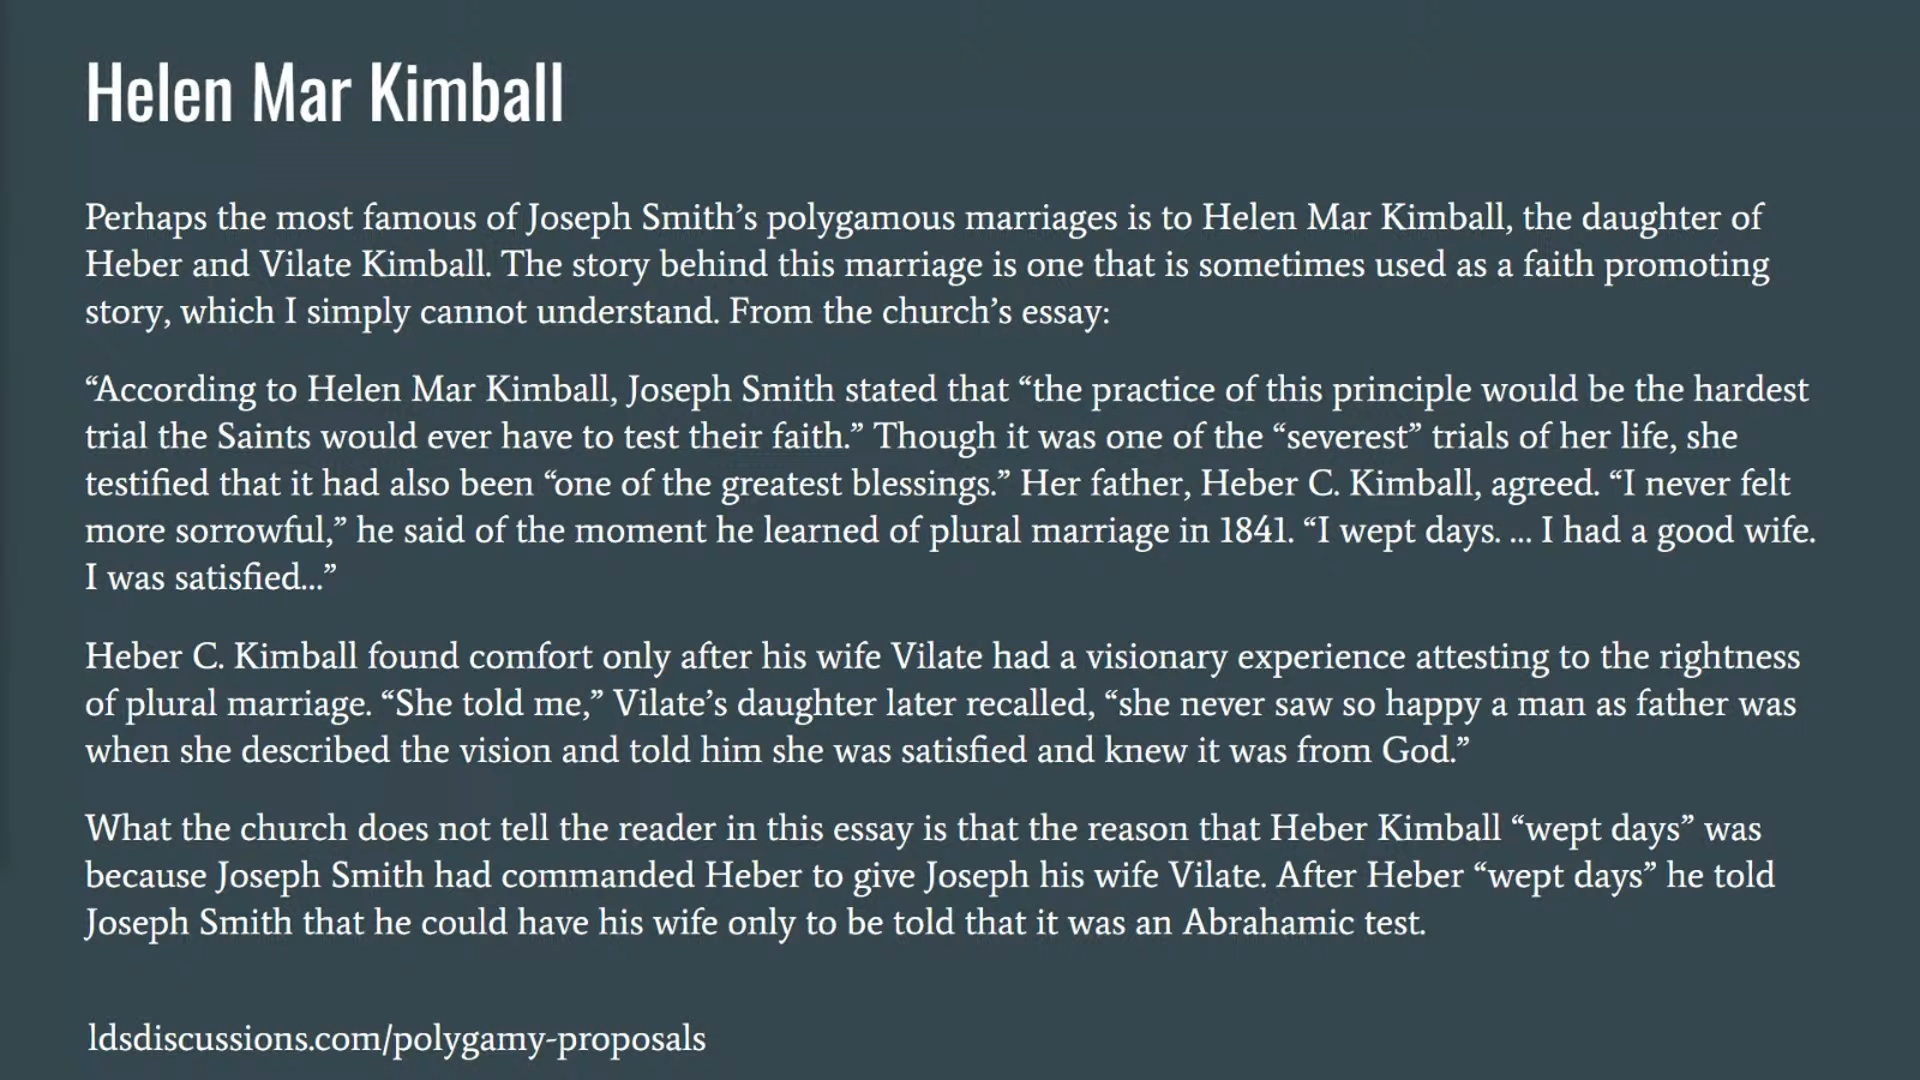 Helen Mar Kimball
Perhaps the most famous of Joseph Smith’s polygamous marriages is to Helen Mar Kimball, the daughter of
Heber and Vilate Kimball. The story behind this marriage is one that is sometimes used as a faith promoting
story, which I simply cannot understand. From the church’s essay:
“According to Helen Mar Kimball, Joseph Smith stated that “the practice of this principle would be the hardest
trial the Saints would ever have to test their faith.” Though it was one of the “severest” trials of her life, she
testified that it had also been “one of the greatest blessings.” Her father, Heber C. Kimball, agreed. “I never felt
more sorrowful,” he said of the moment he learned of plural marriage in 1841. “I wept days. ... I had a good wife.
I was satisfied...”
Heber C. Kimball found comfort only after his wife Vilate had a visionary experience attesting to the rightness
of plural marriage. “She told me,” Vilate’s daughter later recalled, “she never saw so happy a man as father was
when she described the vision and told him she was satisfied and knew it was from God.”
What the church does not tell the reader in this essay is that the reason that Heber Kimball “wept days” was
because Joseph Smith had commanded Heber to give Joseph his wife Vilate. After Heber “wept days” he told
Joseph Smith that he could have his wife only to be told that it was an Abrahamic test.
ldsdiscussions.com/polygamy-proposals